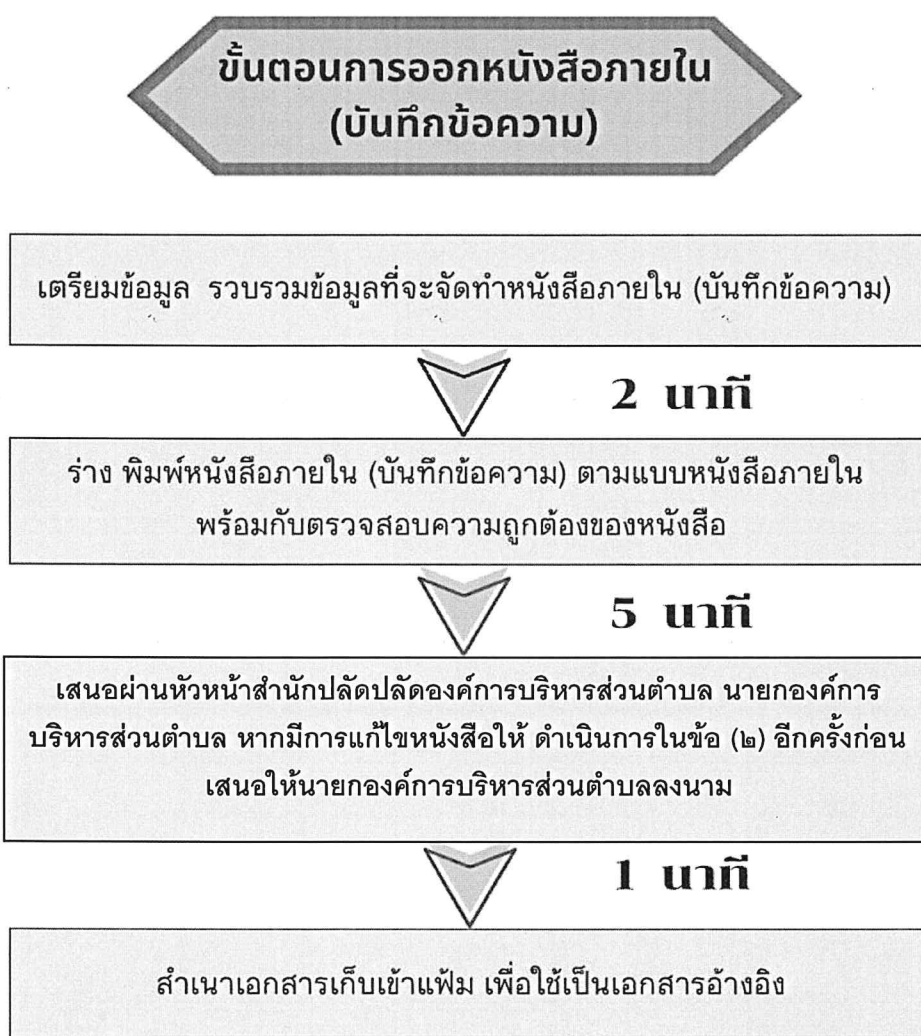 ขั้นตอนการออกหนังสือภายใน
(บันทึกข้อความ)
เตรียมข้อมูล รวบรวมข้อมูลที่จะจัดทำหนังสือภายใน (บันทึกข้อความ)
2 นาที
ร่าง พิมพ์หนังสือภายใน (บันทึกข้อความ) ตามแบบหนังสือภายใน
พร้อมกับตรวจสอบความถูกต้องของหนังสือ
5 นาที
เสนอผ่านหัวหน้าสำนักปลัดปลัดองค์การบริหารส่วนตำบล นายกองค์การ
บริหารส่วนตำบล หากมีการแก้ไขหนังสือให้ ดำเนินการในข้อ (๒) อีกครั้งก่อน
เสนอให้นายกองค์การบริหารส่วนตำบลลงนาม
1 นาที
สำเนาเอกสารเก็บเข้าแฟ้ม เพื่อใช้เป็นเอกสารอ้างอิง